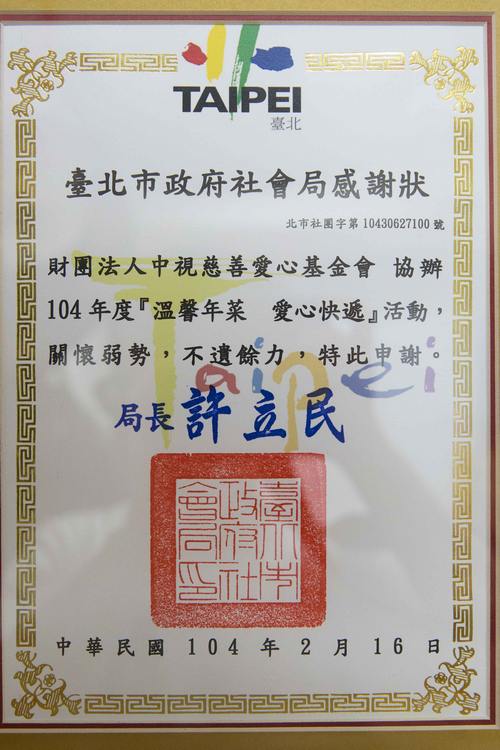 TAIPEI
臺北
臺北市政府社會局感謝狀
北市社團字第10430627100號
財團法人中視慈善愛心基金會 協辦
104年度『溫馨年菜 愛心快遞』活動，
關懷弱勢，不遺餘力，特此申謝。
Taipei
局長 許立民
臺北市政府社會局印
中華民國 104 年 2 月 16 日